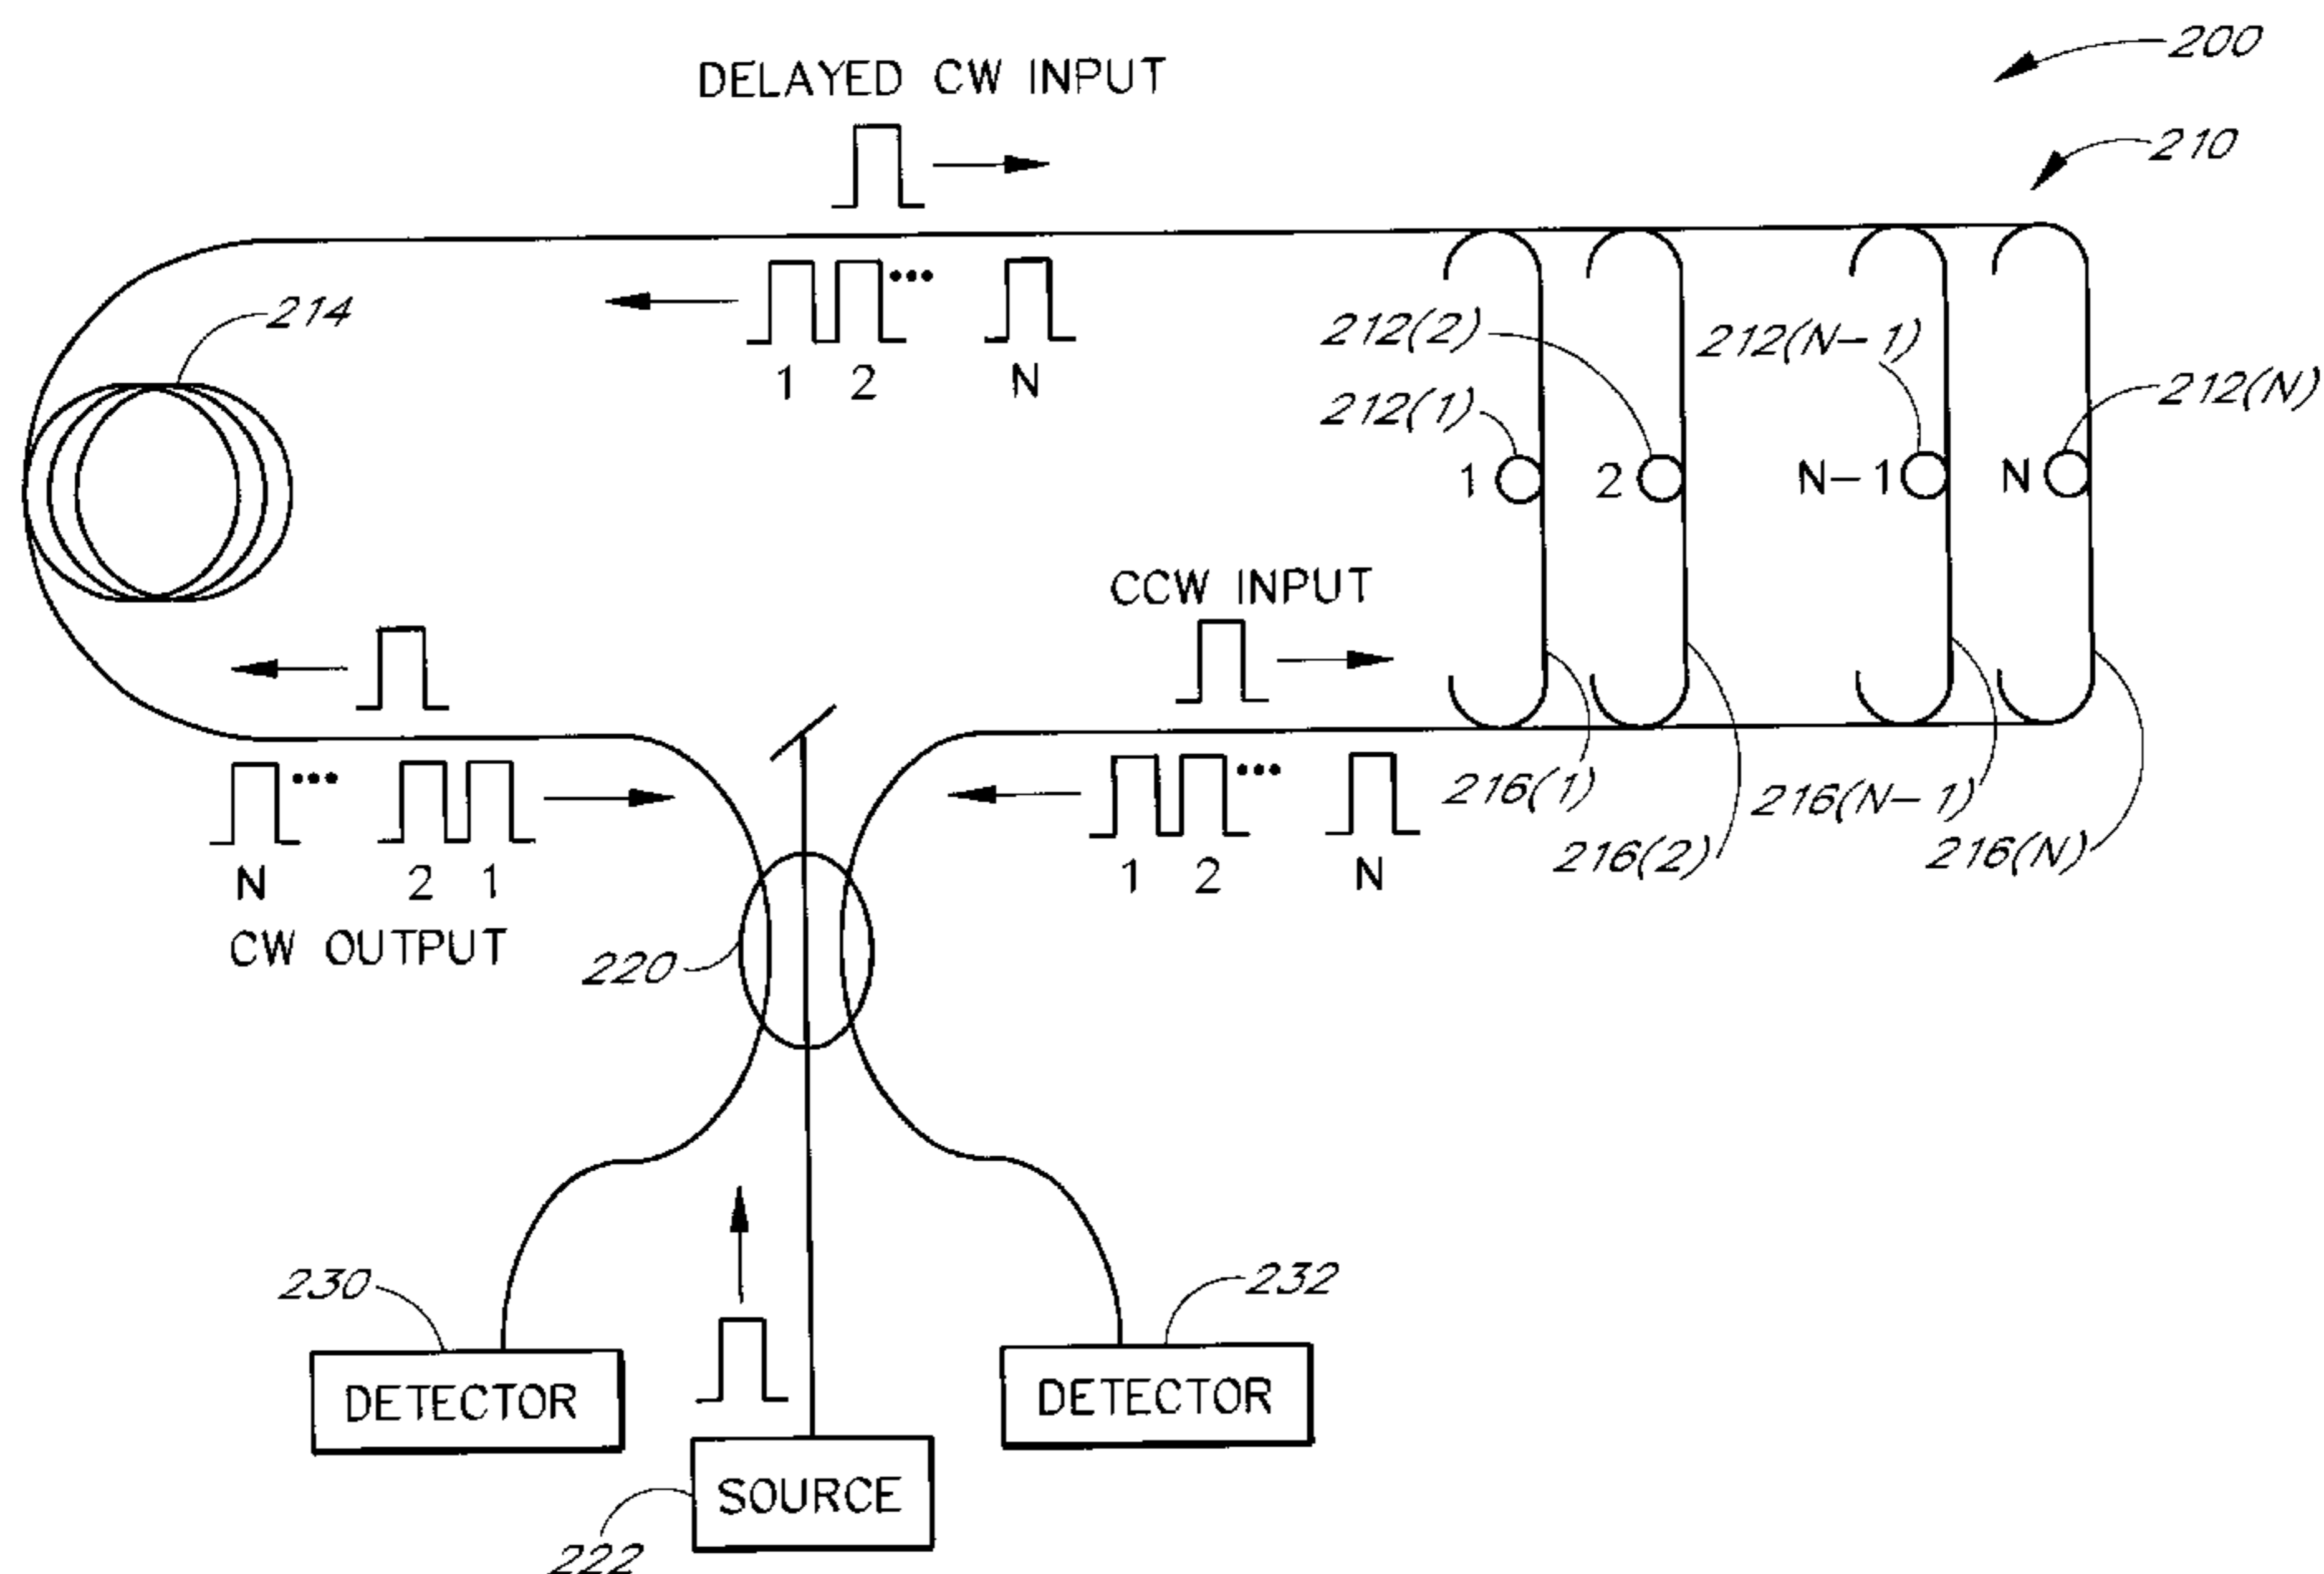 200
DELAYED CW INPUT
210
214
212(2)
212(N-1)
1 2 N
212(1)
212(N)
1 2 N-1 N
CCW INPUT
216(1)
216(N-1)
216(2)
216(N)
N 2 1
1 2 N
CW OUTPUT
220
230
232
DETECTOR
DETECTOR
SOURCE
222